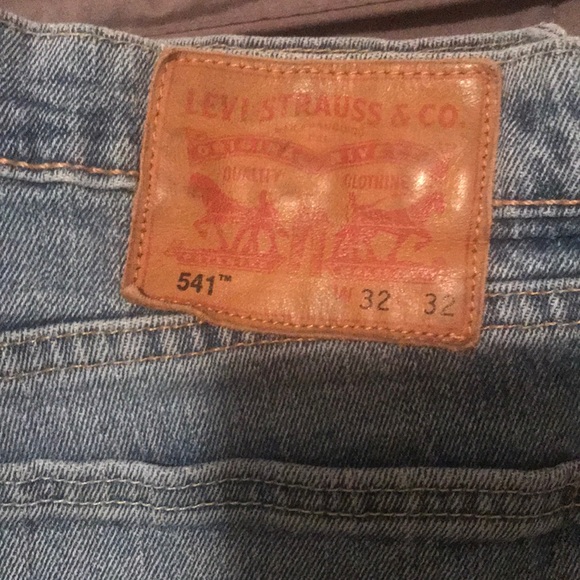 LEVI STRAUSS & CO.
QUALITY CLOTHING
541™ W 32 32